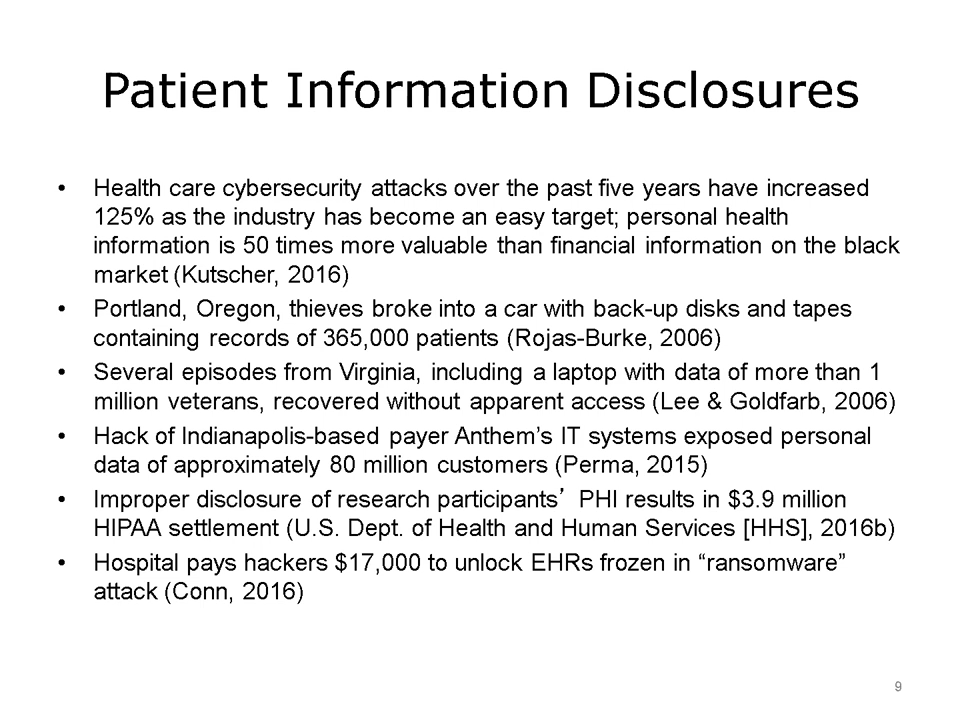 Patient Information Disclosures
• Health care cybersecurity attacks over the past five years have increased
125% as the industry has become an easy target; personal health
information is 50 times more valuable than financial information on the black
market (Kutscher, 2016)
• Portland, Oregon, thieves broke into a car with back-up disks and tapes
containing records of 365,000 patients (Rojas-Burke, 2006)
• Several episodes from Virginia, including a laptop with data of more than 1
million veterans, recovered without apparent access (Lee & Goldfarb, 2006)
• Hack of Indianapolis-based payer Anthem’s IT systems exposed personal
data of approximately 80 million customers (Perma, 2015)
• Improper disclosure of research participants’ PHI results in $3.9 million
HIPAA settlement (U.S. Dept. of Health and Human Services [HHS], 2016b)
• Hospital pays hackers $17,000 to unlock EHRs frozen in “ransomware”
attack (Conn, 2016)
9